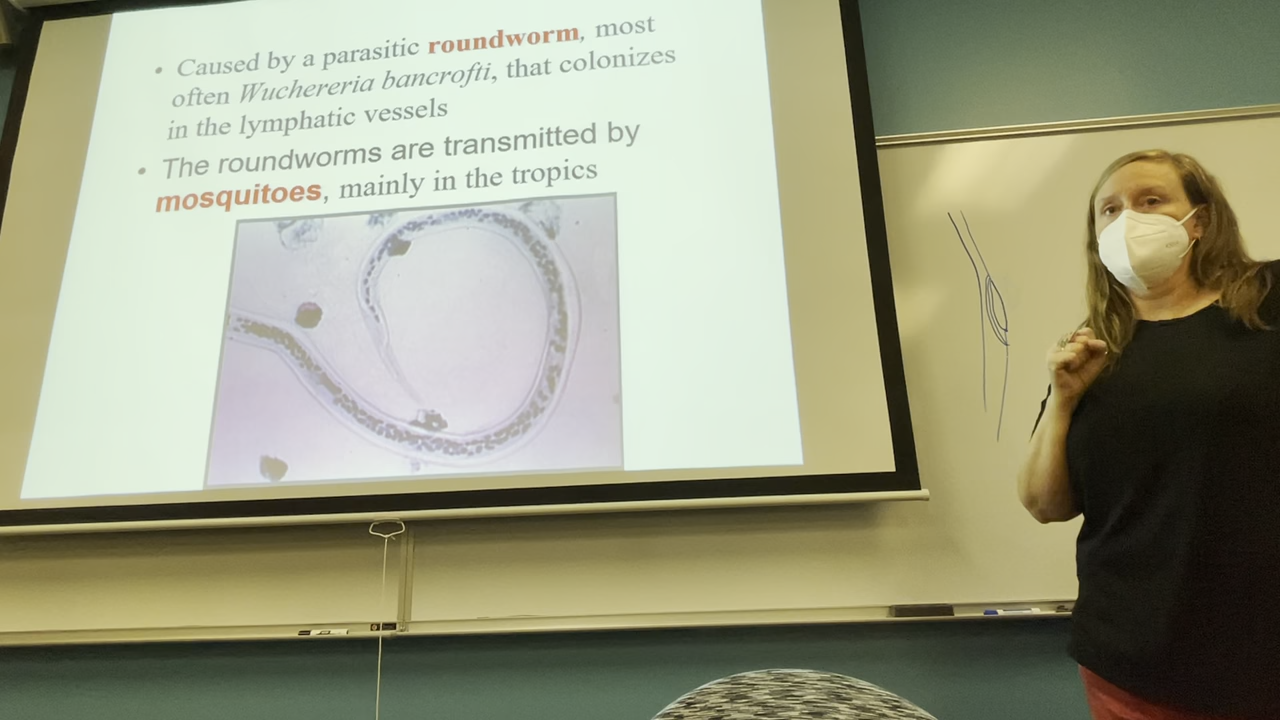 • Caused by a parasitic roundworm, most
often Wuchereria bancrofti, that colonizes
in the lymphatic vessels
• The roundworms are transmitted by
mosquitoes, mainly in the tropics